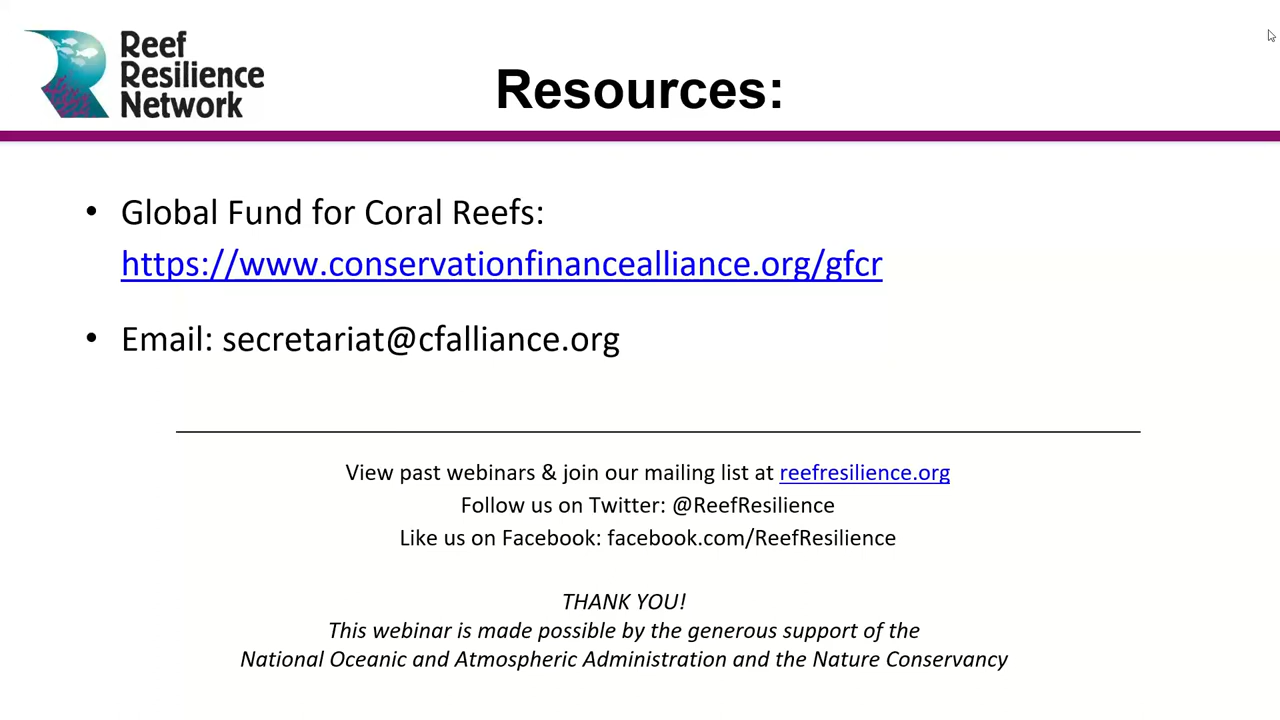 Reef
Resilience
Network
Resources:
• Global Fund for Coral Reefs:
https://www.conservationfinancealliance.org/gfcr
• Email: secretariat@cfalliance.org
View past webinars & join our mailing list at reefresilience.org
Follow us on Twitter: @ReefResilience
Like us on Facebook: facebook.com/ReefResilience
THANK YOU!
This webinar is made possible by the generous support of the
National Oceanic and Atmospheric Administration and the Nature Conservancy